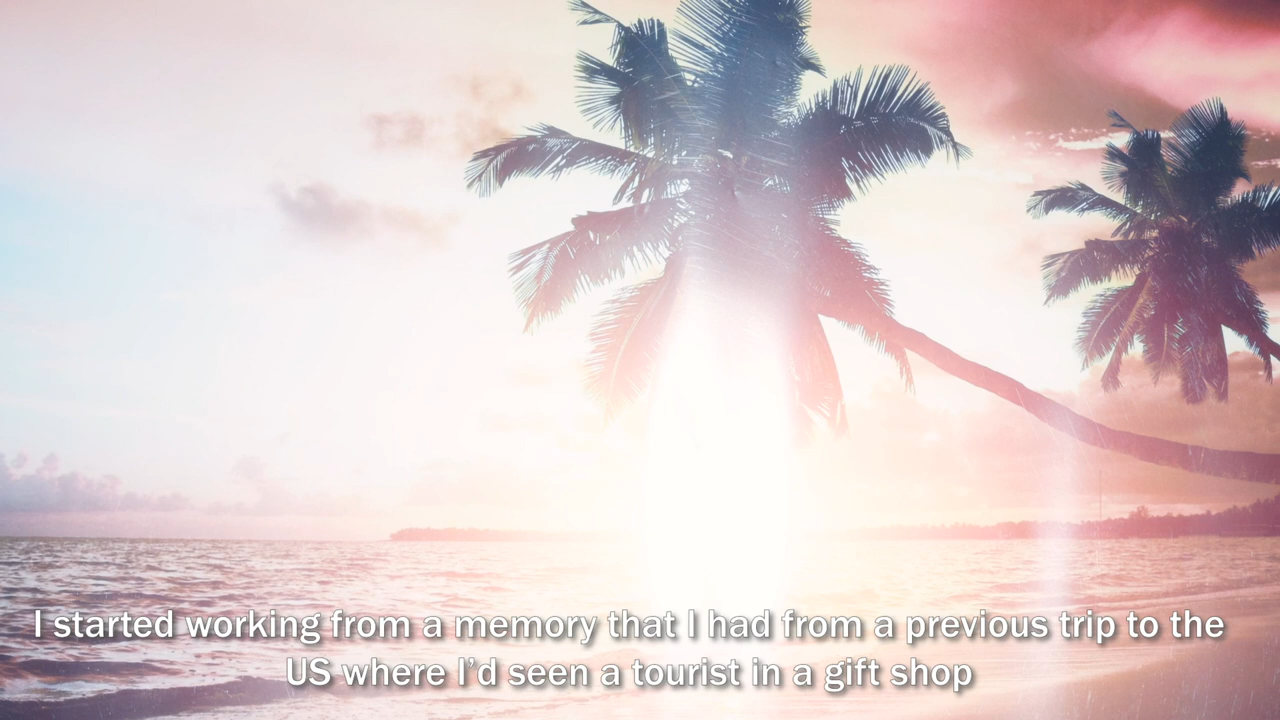 I started working from a memory that I had from a previous trip to the
US where I’d seen a tourist in a gift shop